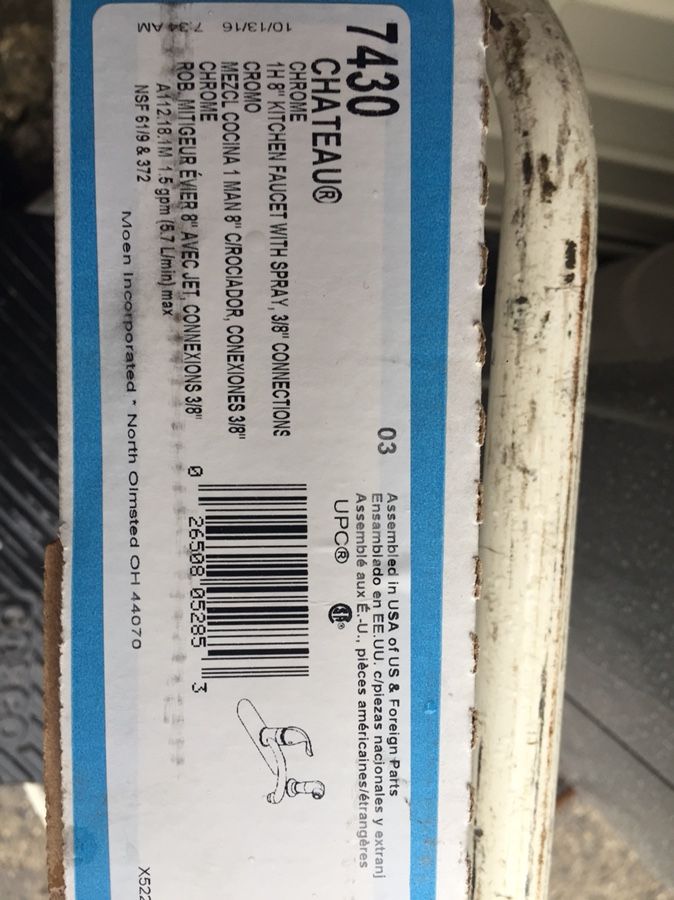 7430
CHATEAU®
CHROME
1H 8" KITCHEN FAUCET WITH SPRAY, 3/8" CONNECTIONS
CROMO
MEZCL COCINA 1 MAN 8" C/ROCIADOR, CONEXIONES 3/8"
CHROME
ROB. MITIGEUR ÉVIER 8" AVEC JET, CONNEXIONS 3/8"
A112.18.1M 1.5 gpm (5.7 L/min) max
NSF 61/9 & 372
Moen Incorporated * North Olmsted OH 44070
10/13/16
AM
03
Assembled in USA of US & Foreign Parts
Ensamblado en EE.UU. c/piezas nacionales y extranj
Assemblé aux É.-U., pièces américaines/étrangères
UPC®
0 26508 05285 3
X522